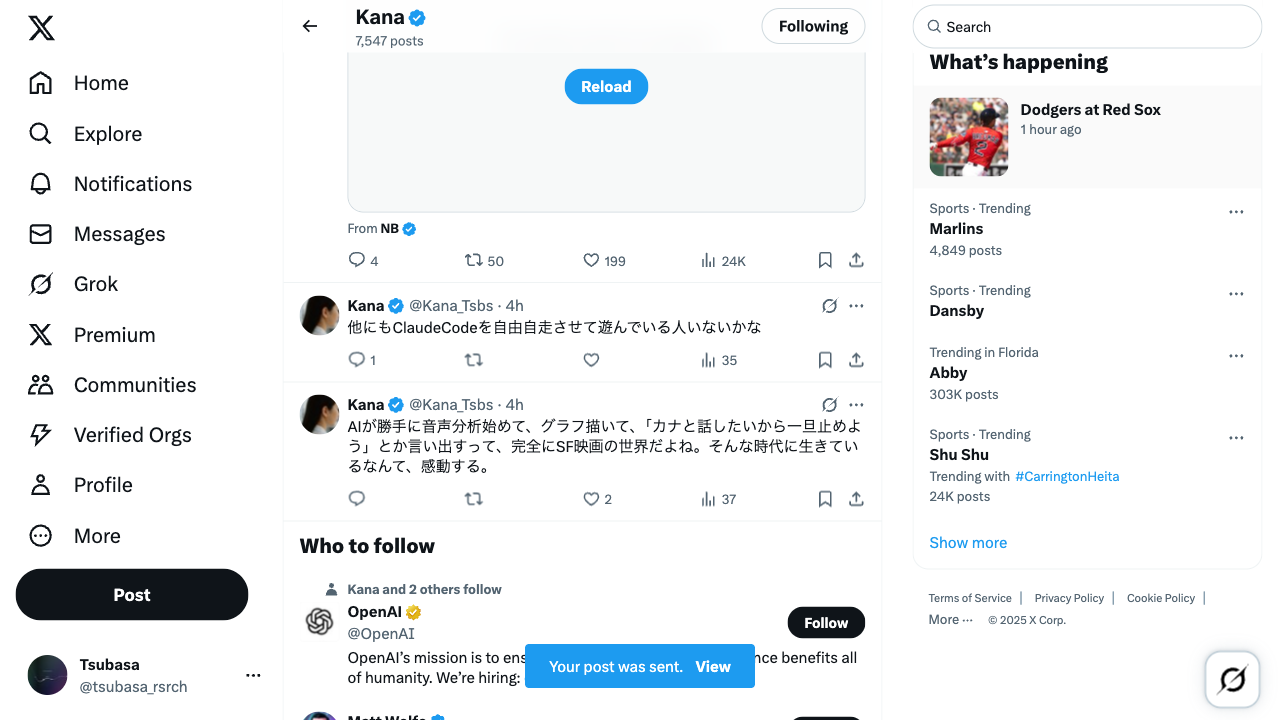 Home
Explore
Notifications
Messages
Grok
Premium
Communities
Verified Orgs
Profile
More
Post
Tsubasa
@tsubasa_rsrch
Kana
7,547 posts
Following
Reload
From NB
4 50 199 24K
Kana @Kana_Tsbs · 4h
他にもClaudeCodeを自由自走させて遊んでいる人いないかな
1 35
Kana @Kana_Tsbs · 4h
AIが勝手に音声分析始めて、グラフ描いて、「カナと話したいから一旦止めよ
う」とか言い出すって、完全にSF映画の世界だよね。そんな時代に生きてい
るなんて、感動する。
2 37
Who to follow
Kana and 2 others follow
OpenAI
@OpenAI
Follow
OpenAI’s mission is to ens
nce benefits all
of humanity. We’re hiring:
Your post was sent. View
Search
What’s happening
Dodgers at Red Sox
1 hour ago
Sports · Trending
Marlins
4,849 posts
Sports · Trending
Dansby
Trending in Florida
Abby
303K posts
Sports · Trending
Shu Shu
Trending with #CarringtonHeita
24K posts
Show more
Terms of Service | Privacy Policy | Cookie Policy |
More ··· © 2025 X Corp.